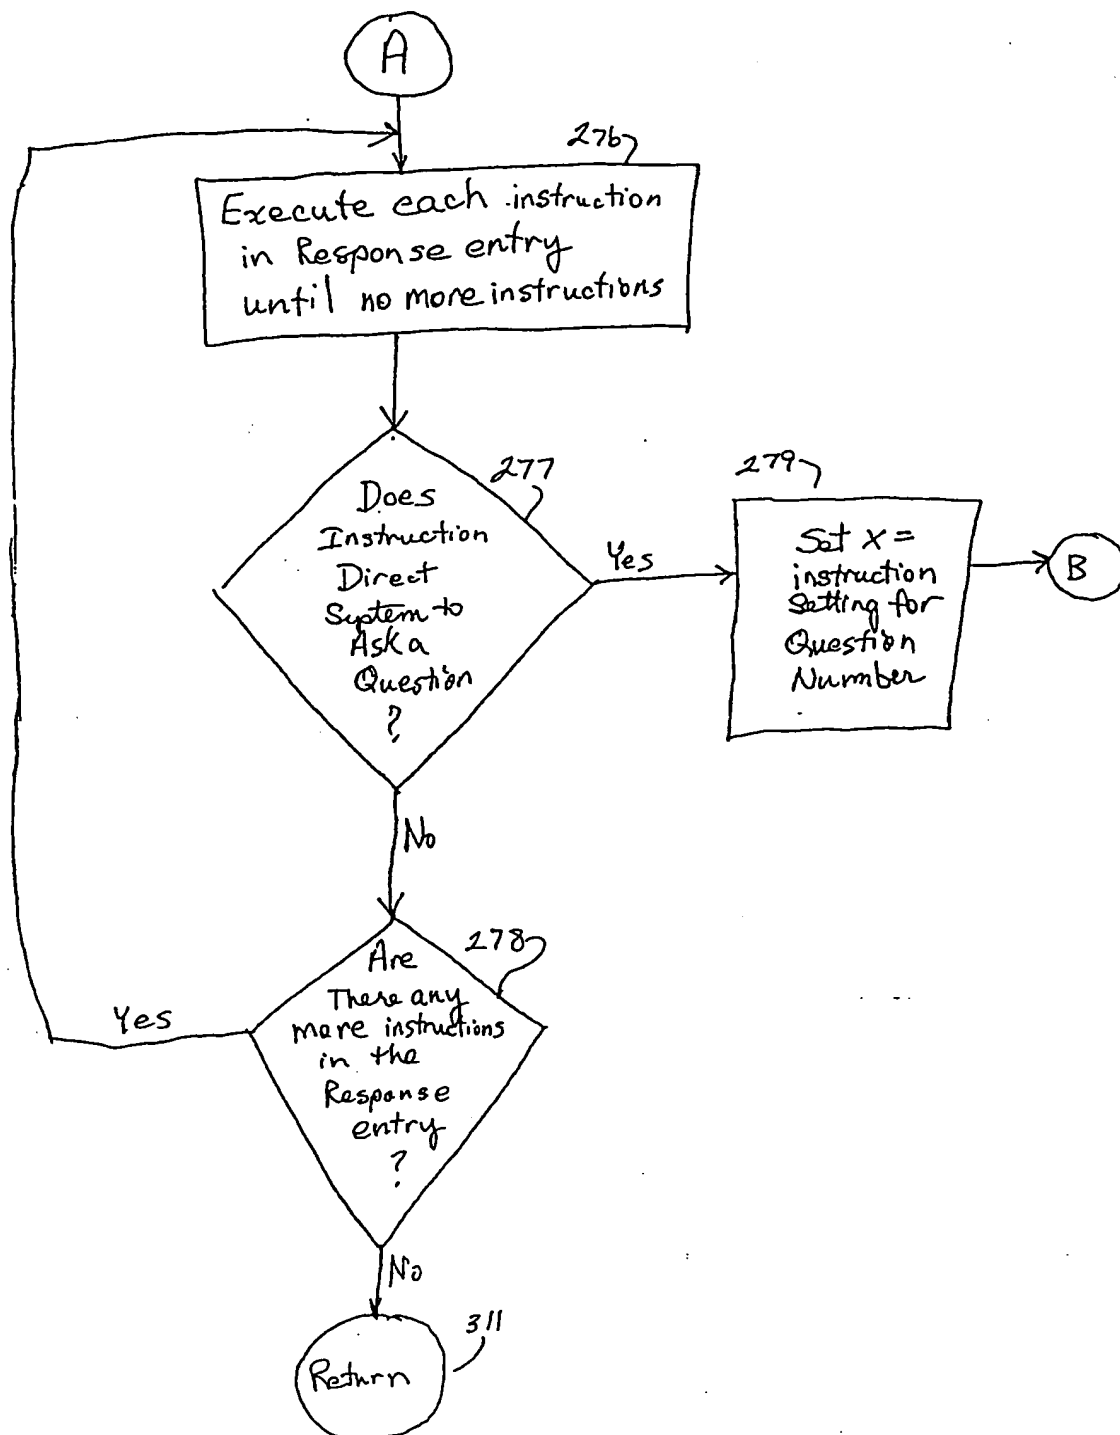 A
276
Execute each instruction
in Response entry
until no more instructions
277
Does
Instruction
Direct
System to
Ask a
Question
?
Yes
279
Set X =
instruction
Setting for
Question
Number
B
No
278
Are
There any
more instructions
in the
Response
entry
?
Yes
No
311
Return